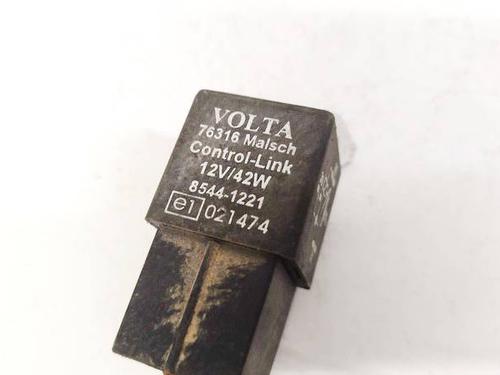 VOLTA
76316 Malsch
Control-Link
12V/42W
8544-1221
e1 021474